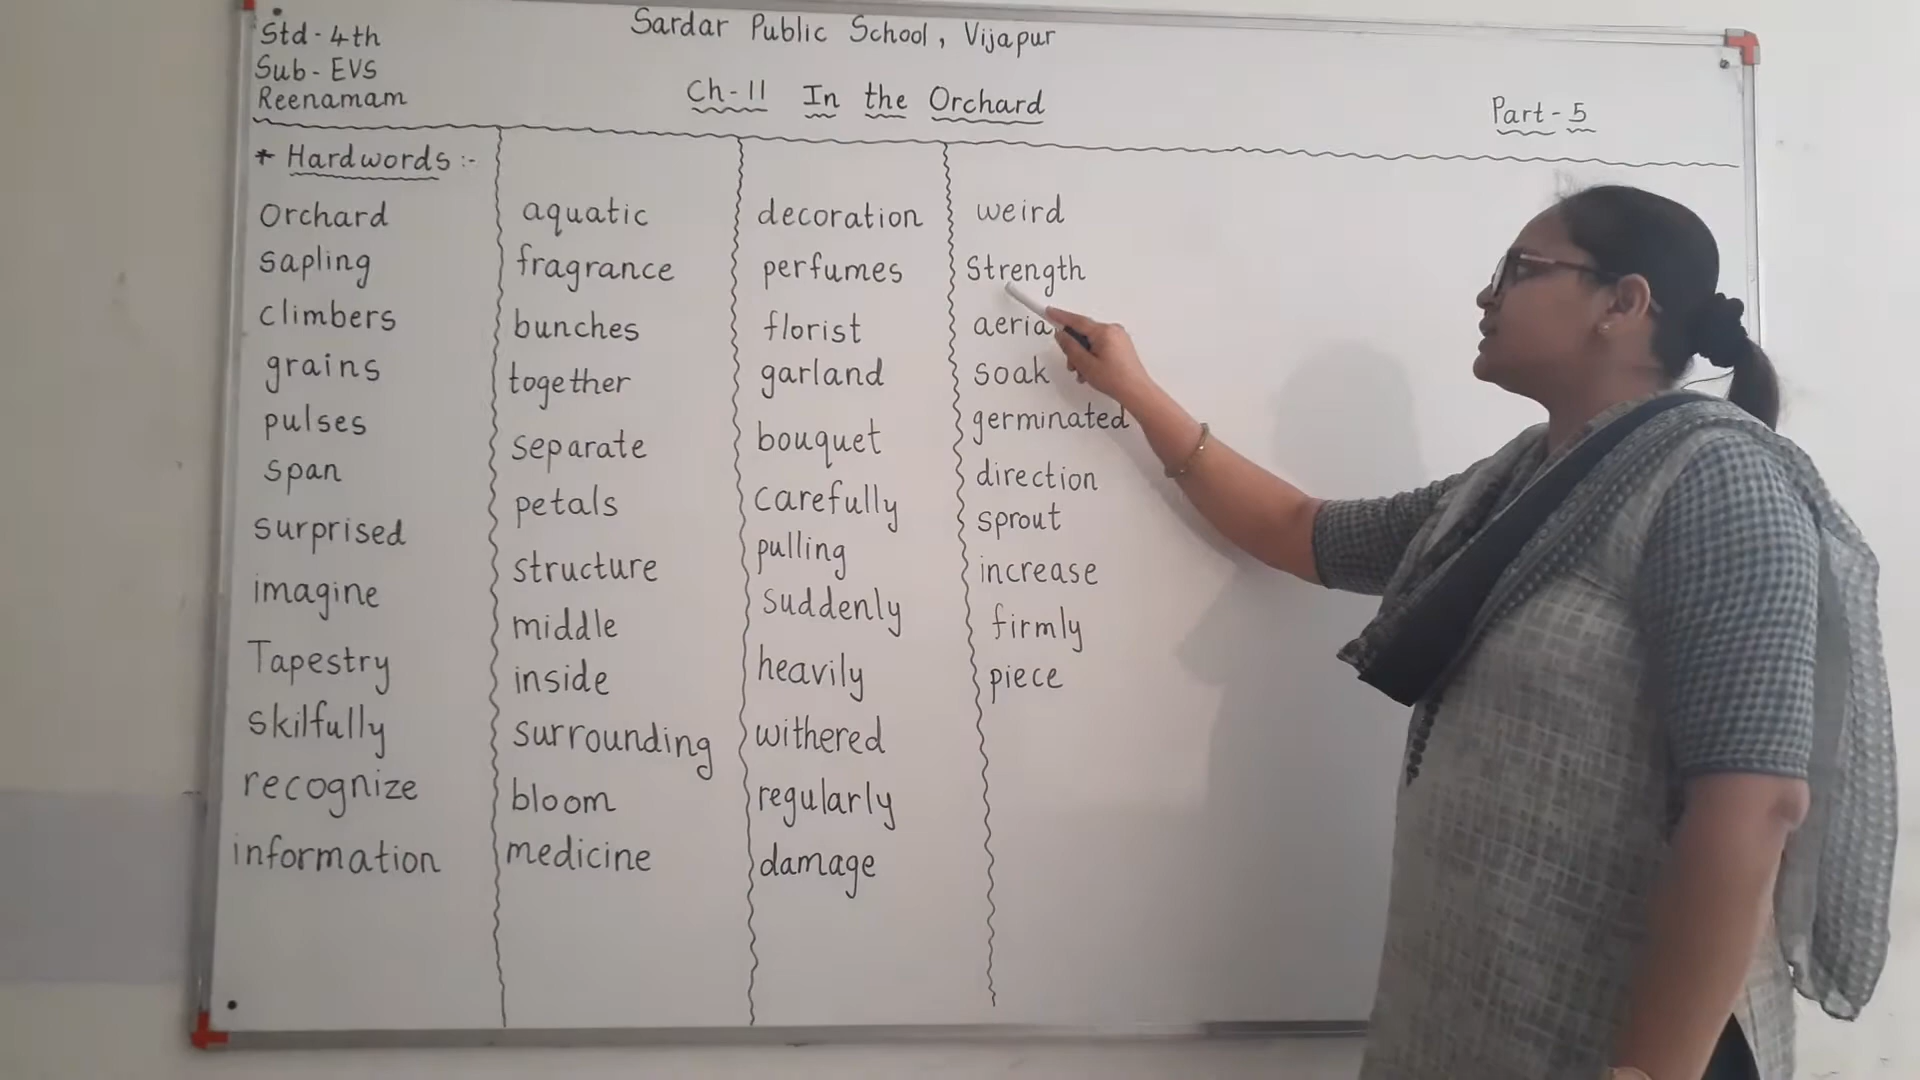 Std - 4th
Sub - EVS
Reenamam
Sardar Public School, Vijapur
Ch-11 In the Orchard
Part - 5
* Hardwords :-
Orchard
sapling
climbers
grains
pulses
span
surprised
imagine
Tapestry
skilfully
recognize
information
aquatic
fragrance
bunches
together
separate
petals
structure
middle
inside
surrounding
bloom
medicine
decoration
perfumes
florist
garland
bouquet
carefully
pulling
suddenly
heavily
withered
regularly
damage
weird
Strength
soak
germinated
direction
sprout
increase
firmly
piece